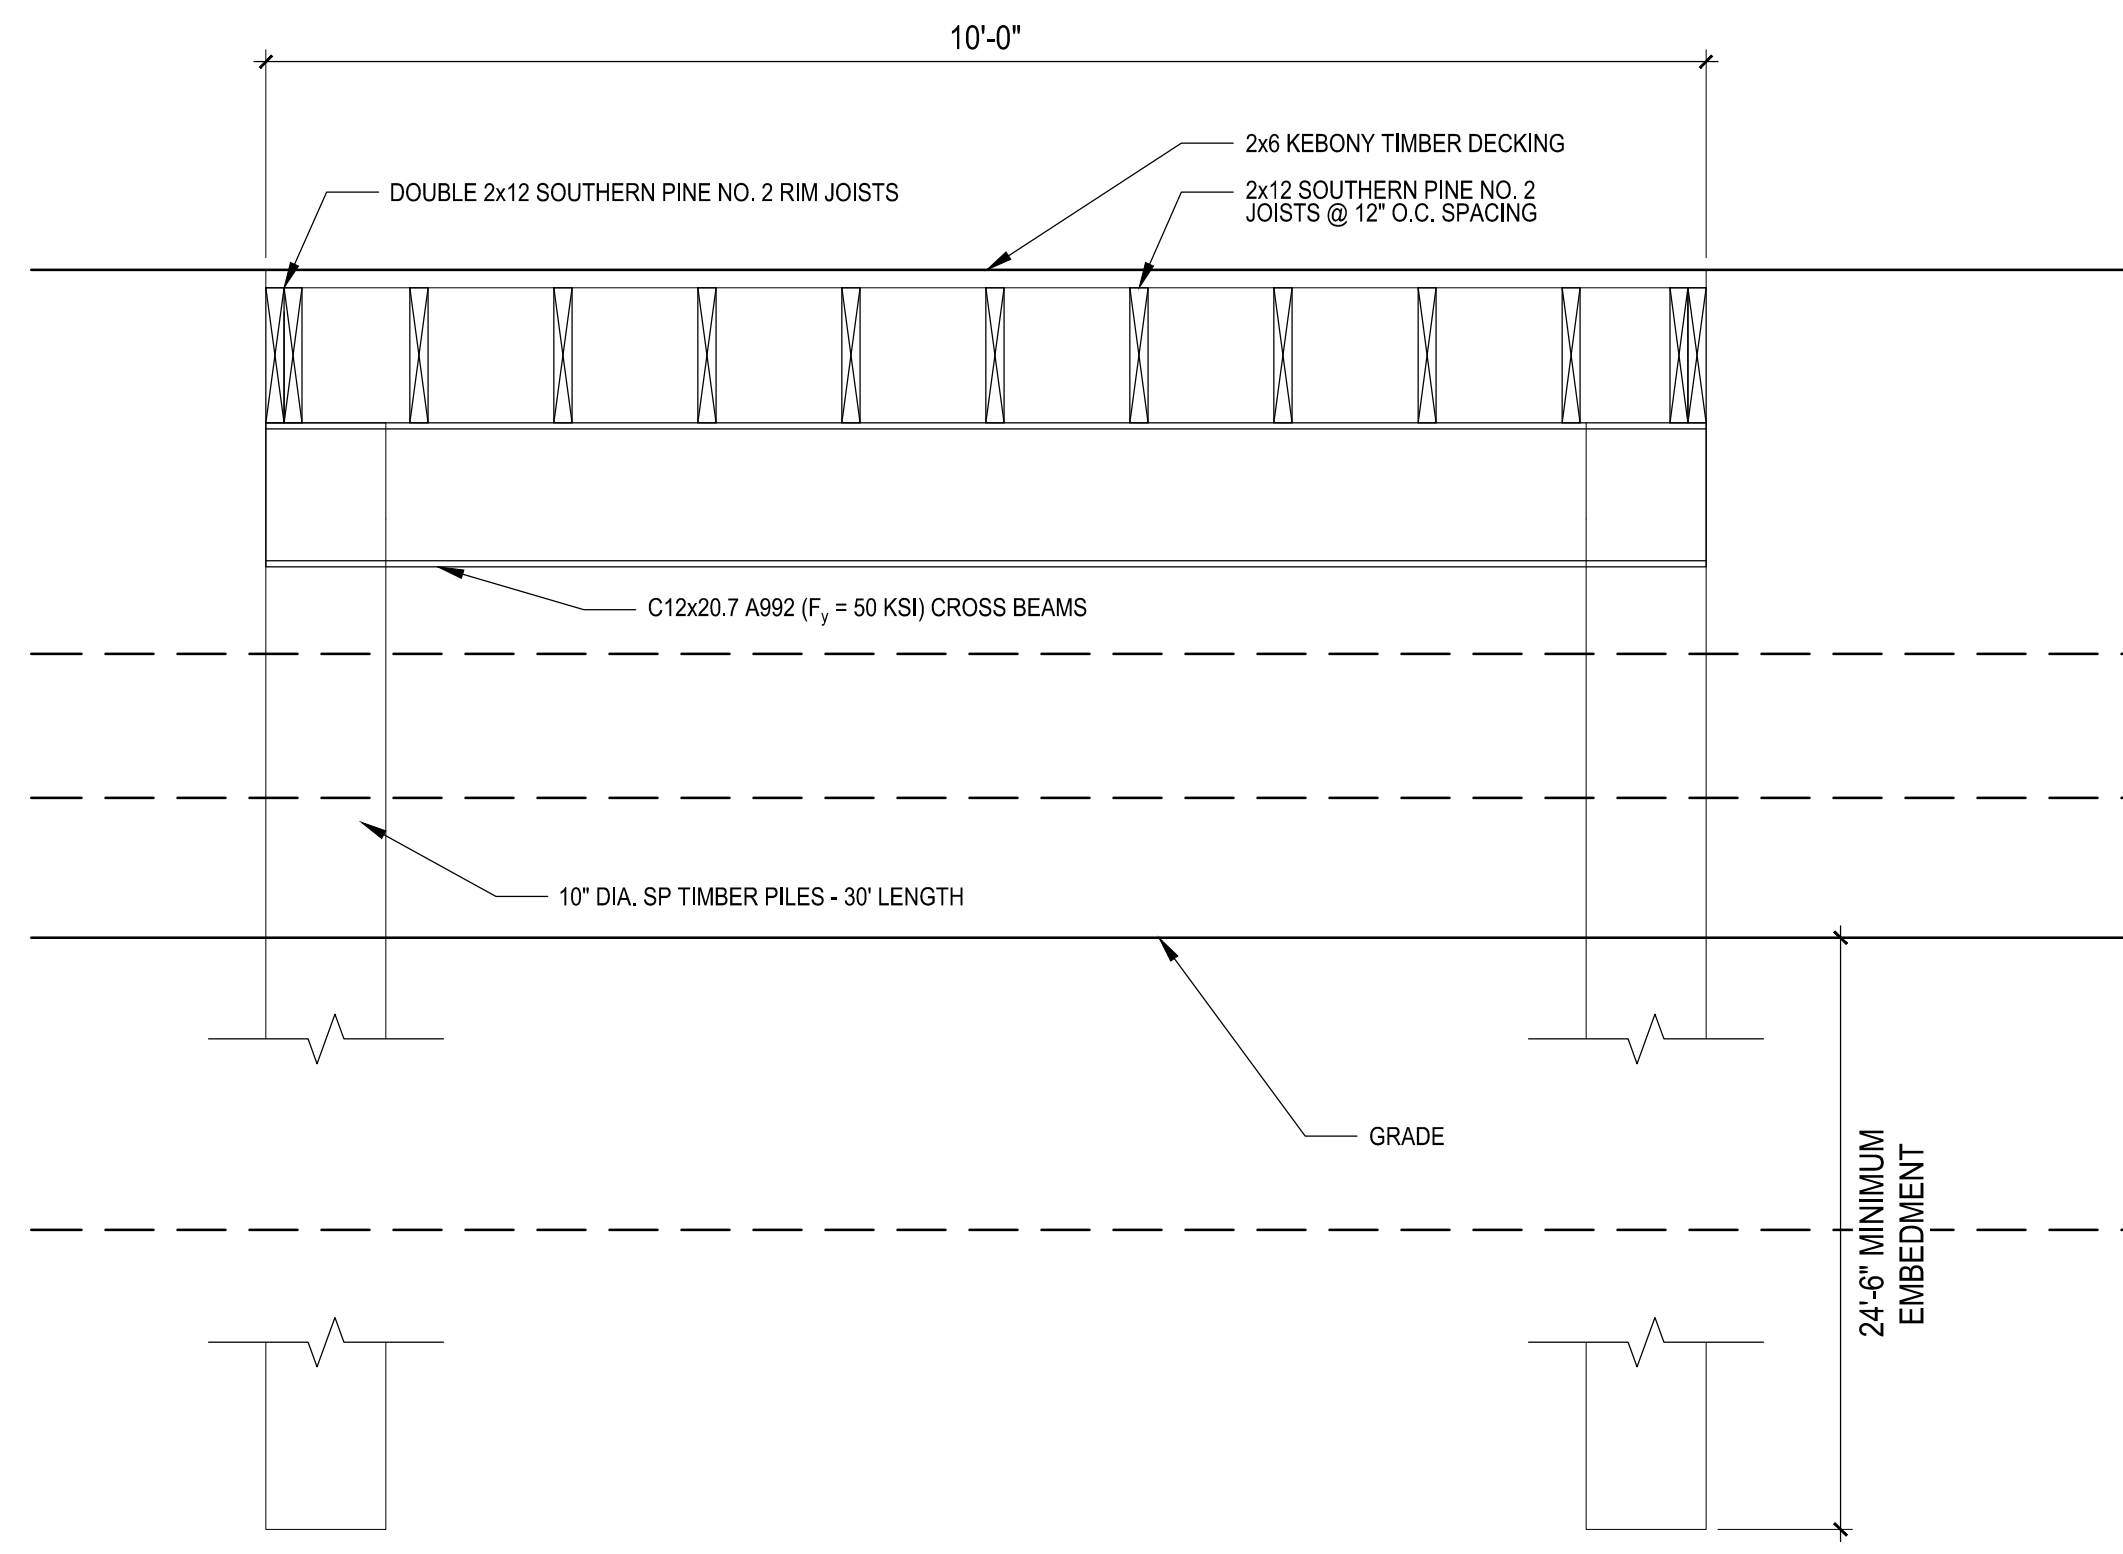 10'-0"
2x6 KEBONY TIMBER DECKING
DOUBLE 2x12 SOUTHERN PINE NO. 2 RIM JOISTS
2x12 SOUTHERN PINE NO. 2
JOISTS @ 12" O.C. SPACING
C12x20.7 A992 (Fy = 50 KSI) CROSS BEAMS
10" DIA. SP TIMBER PILES - 30' LENGTH
GRADE
24'-6" MINIMUM
EMBEDMENT